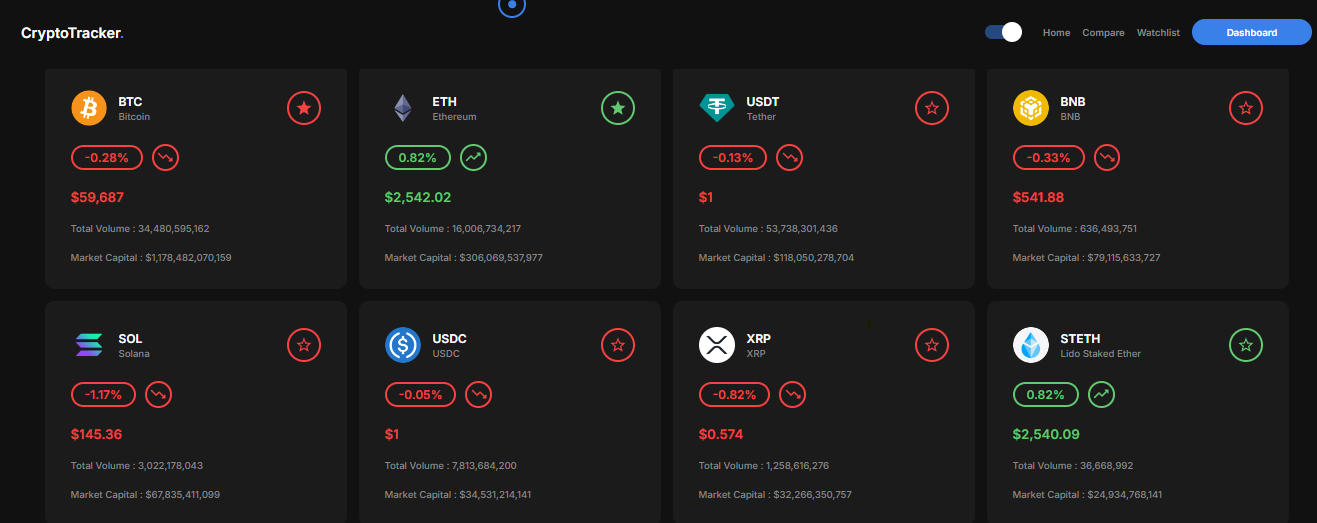 CryptoTracker.
Home Compare Watchlist Dashboard
BTC
Bitcoin
-0.28%
$59,687
Total Volume : 34,480,595,162
Market Capital : $1,178,482,070,159
ETH
Ethereum
0.82%
$2,542.02
Total Volume : 16,006,734,217
Market Capital : $306,069,537,977
USDT
Tether
-0.13%
$1
Total Volume : 53,738,301,436
Market Capital : $118,050,278,704
BNB
BNB
-0.33%
$541.88
Total Volume : 636,493,751
Market Capital : $79,115,633,727
SOL
Solana
-1.17%
$145.36
Total Volume : 3,022,178,043
Market Capital : $67,835,411,099
USDC
USDC
-0.05%
$1
Total Volume : 7,813,684,200
Market Capital : $34,531,214,141
XRP
XRP
-0.82%
$0.574
Total Volume : 1,258,616,276
Market Capital : $32,266,350,757
STETH
Lido Staked Ether
0.82%
$2,540.09
Total Volume : 36,668,992
Market Capital : $24,934,768,141